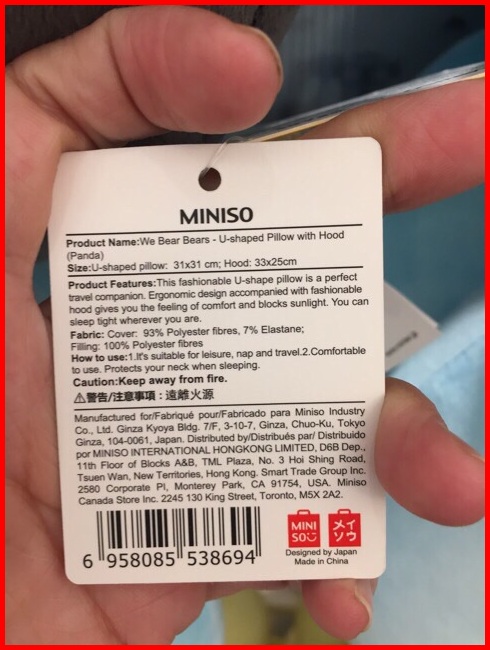 MINISO
Product Name:We Bear Bears - U-shaped Pillow with Hood
(Panda)
Size:U-shaped pillow: 31x31 cm; Hood: 33x25cm
Product Features:This fashionable U-shape pillow is a perfect
travel companion. Ergonomic design accompanied with fashionable
hood gives you the feeling of comfort and blocks sunlight. You can
sleep tight wherever you are.
Fabric: Cover: 93% Polyester fibres, 7% Elastane;
Filling: 100% Polyester fibres
How to use:1.It's suitable for leisure, nap and travel.2.Comfortable
to use. Protects your neck when sleeping.
Caution:Keep away from fire.
⚠警告/注意事項：遠離火源
Manufactured for/Fabriqué pour/Fabricado para Miniso Industry
Co., Ltd. Ginza Kyoya Bldg. 7/F, 3-10-7, Ginza, Chuo-Ku, Tokyo
Ginza, 104-0061, Japan. Distributed by/Distribués par/ Distribuido
por MINISO INTERNATIONAL HONGKONG LIMITED, D6B Dep.,
11th Floor of Blocks A&B, TML Plaza, No. 3 Hoi Shing Road,
Tsuen Wan, New Territories, Hong Kong. Smart Trade Group Inc.
2580 Corporate Pl, Monterey Park, CA 91754, USA. Miniso
Canada Store Inc. 2245 130 King Street, Toronto, M5X 2A2.
6 958085 538694
MINI
SO
メイ
ソウ
Designed by Japan
Made in China